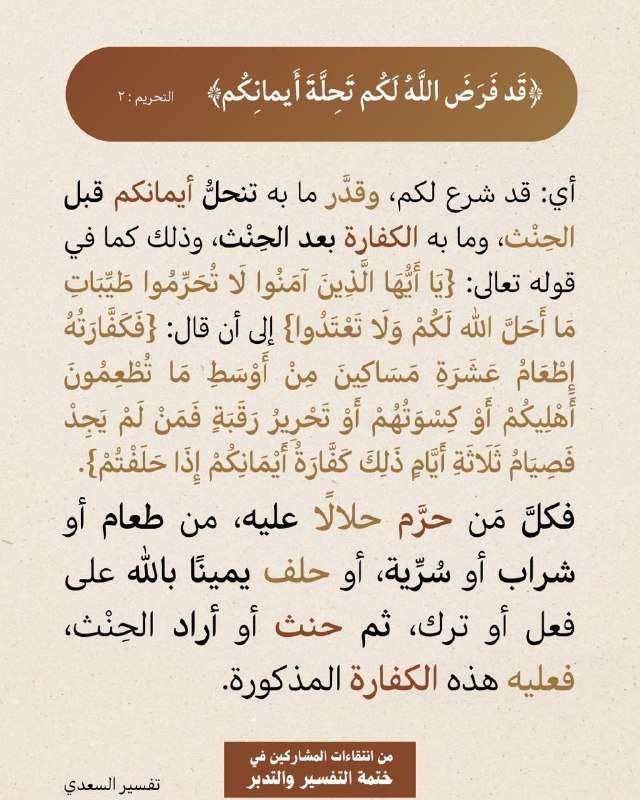 ﴿قَد فَرَضَ اللَّهُ لَكُم تَحِلَّةَ أَيمانِكُم﴾ التحريم : ٢
أي: قد شرع لكم، وقدَّر ما به تنحلُّ أيمانكم قبل
الحِنْث، وما به الكفارة بعد الحِنْث، وذلك كما في
قوله تعالى: {يَا أَيُّهَا الَّذِينَ آمَنُوا لَا تُحَرِّمُوا طَيِّبَاتِ
مَا أَحَلَّ الله لَكُمْ وَلَا تَعْتَدُوا} إلى أن قال: {فَكَفَّارَتُهُ
إِطْعَامُ عَشَرَةِ مَسَاكِينَ مِنْ أَوْسَطِ مَا تُطْعِمُونَ
أَهْلِيكُمْ أَوْ كِسْوَتُهُمْ أَوْ تَحْرِيرُ رَقَبَةٍ فَمَنْ لَمْ يَجِدْ
فَصِيَامُ ثَلَاثَةِ أَيَّامٍ ذَلِكَ كَفَّارَةُ أَيْمَانِكُمْ إِذَا حَلَفْتُمْ}.
فكلَّ مَن حرَّم حلالًا عليه، من طعام أو
شراب أو سُرِّية، أو حلف يمينًا بالله على
فعل أو ترك، ثم حنث أو أراد الحِنْث،
فعليه هذه الكفارة المذكورة.
من انتقاءات المشاركين في
ختمة التفسير والتدبر
تفسير السعدي